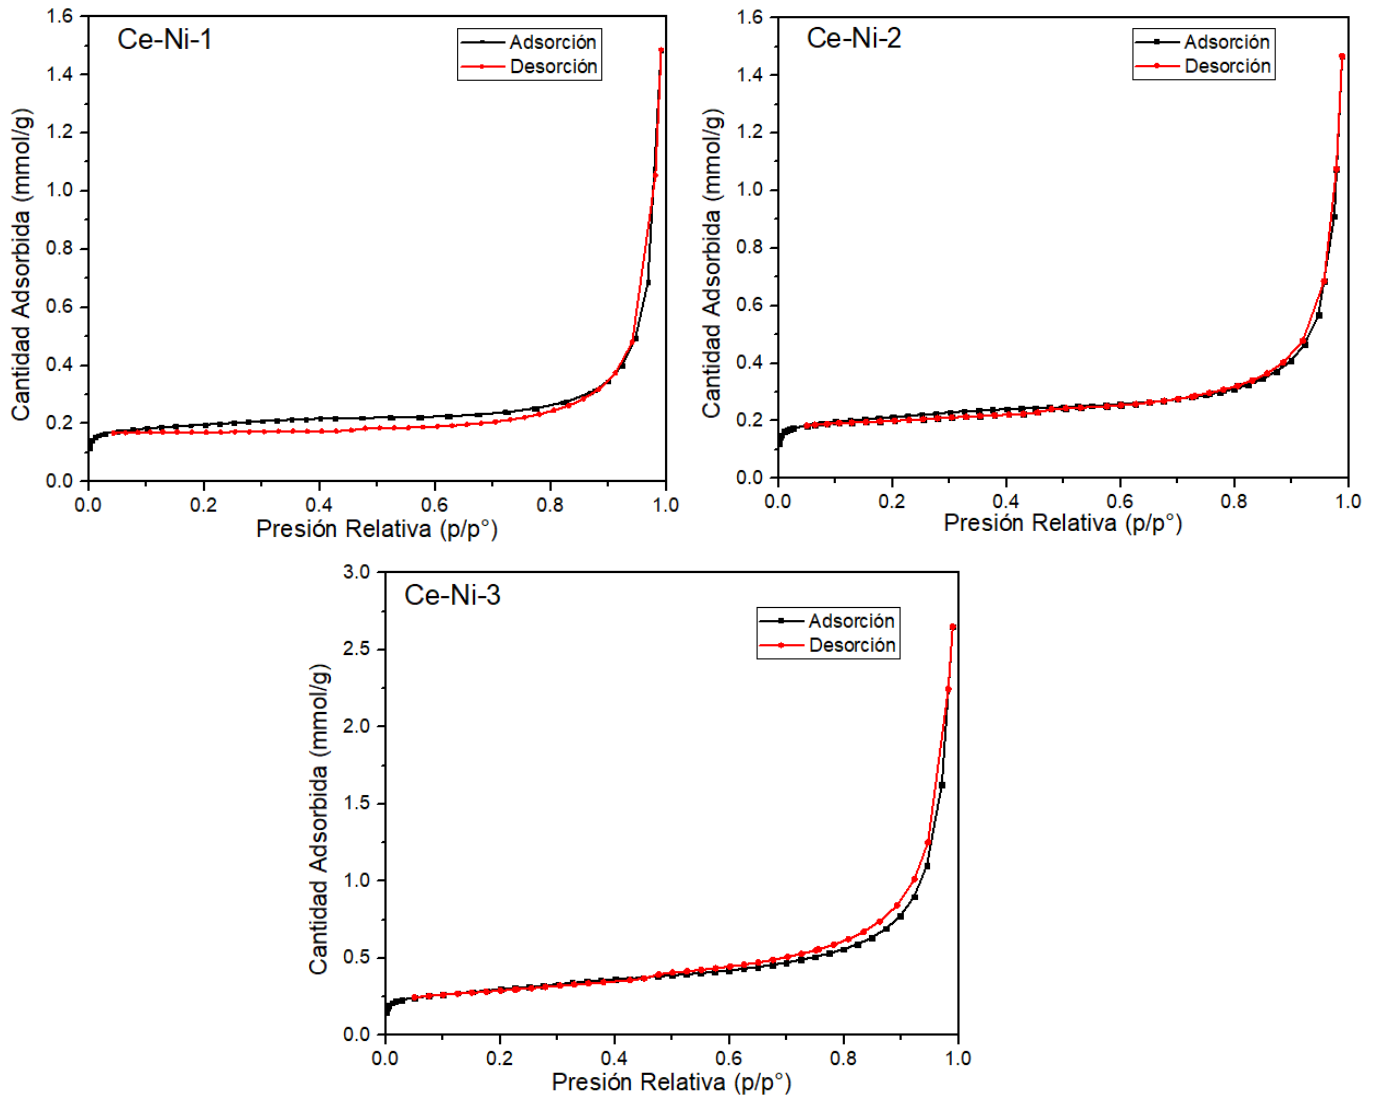 Ce-Ni-1
Adsorción
Desorción
1.6
1.4
1.2
1.0
0.8
0.6
0.4
0.2
0.0
Cantidad Adsorbida (mmol/g)
0.0 0.2 0.4 0.6 0.8 1.0
Presión Relativa (p/p°)
Ce-Ni-2
Adsorción
Desorción
1.6
1.4
1.2
1.0
0.8
0.6
0.4
0.2
0.0
Cantidad Adsorbida (mmol/g)
0.0 0.2 0.4 0.6 0.8 1.0
Presión Relativa (p/p°)
Ce-Ni-3
Adsorción
Desorción
3.0
2.5
2.0
1.5
1.0
0.5
0.0
Cantidad Adsorbida (mmol/g)
0.0 0.2 0.4 0.6 0.8 1.0
Presión Relativa (p/p°)